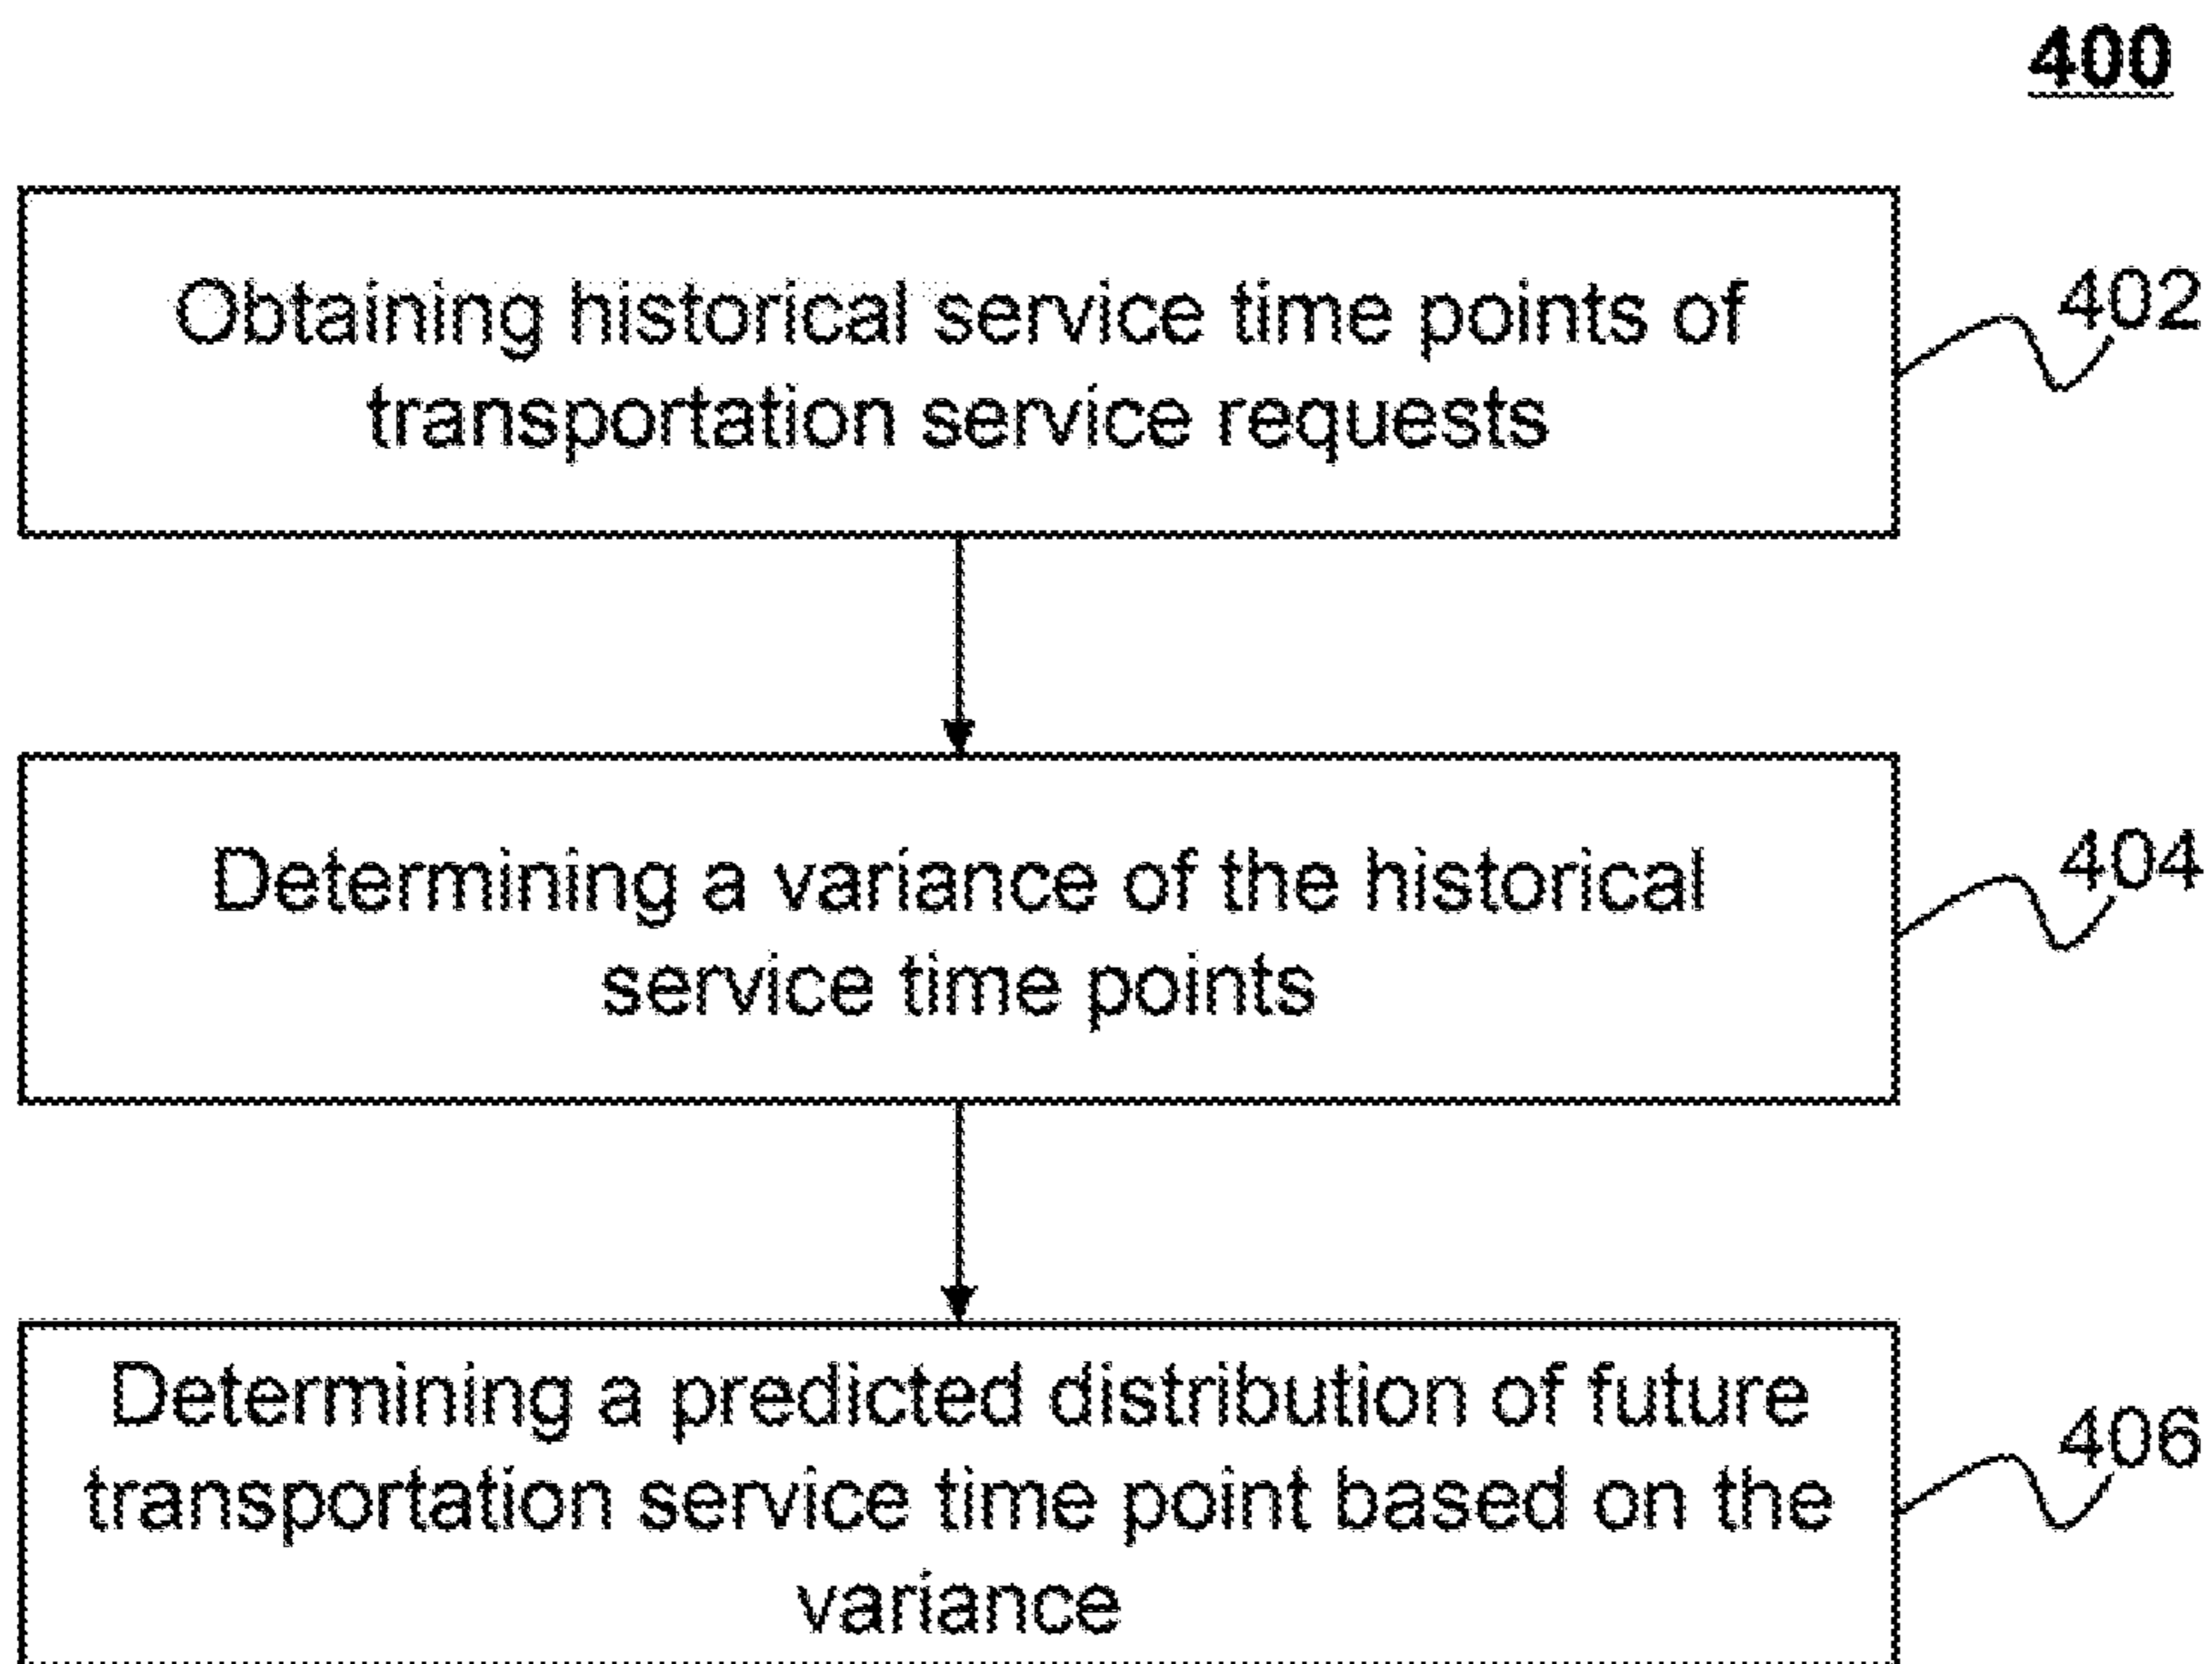 400
Obtaining historical service time points of
transportation service requests
402
Determining a variance of the historical
service time points
404
Determining a predicted distribution of future
transportation service time point based on the
variance
406